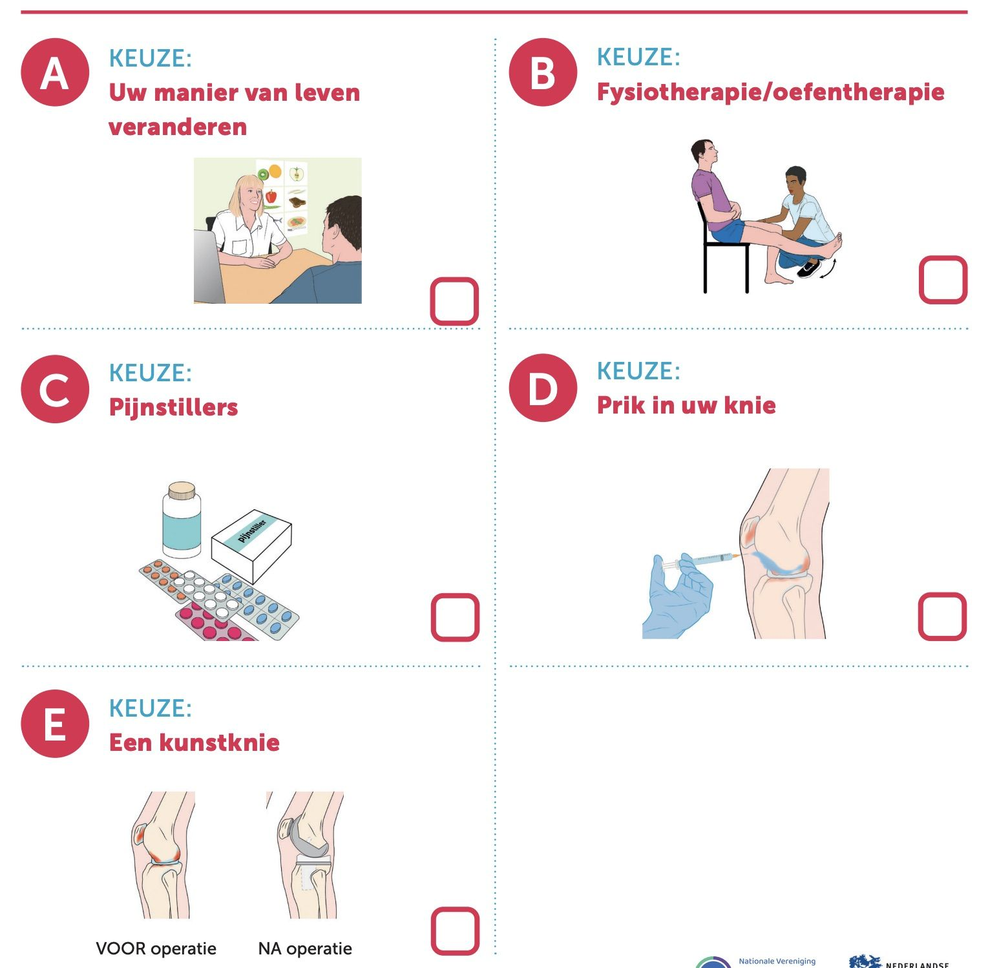 A
KEUZE:
Uw manier van leven
veranderen
B
KEUZE:
Fysiotherapie/oefentherapie
C
KEUZE:
Pijnstillers
pijnstiller
D
KEUZE:
Prik in uw knie
E
KEUZE:
Een kunstknie
VOOR operatie
NA operatie
Nationale Vereniging
NEDERLANDSE